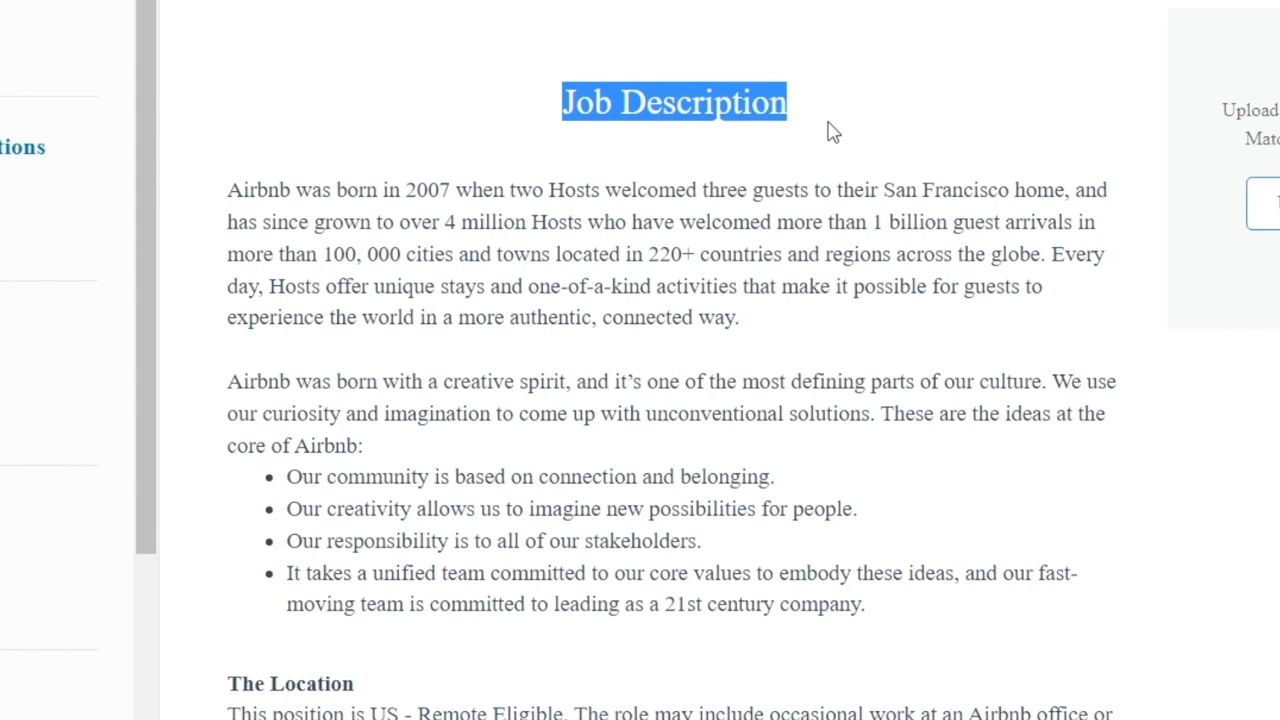 Job Description
tions
Upload
Airbnb was born in 2007 when two Hosts welcomed three guests to their San Francisco home, and
has since grown to over 4 million Hosts who have welcomed more than 1 billion guest arrivals in
more than 100, 000 cities and towns located in 220+ countries and regions across the globe. Every
day, Hosts offer unique stays and one-of-a-kind activities that make it possible for guests to
experience the world in a more authentic, connected way.
Airbnb was born with a creative spirit, and it’s one of the most defining parts of our culture. We use
our curiosity and imagination to come up with unconventional solutions. These are the ideas at the
core of Airbnb:
Our community is based on connection and belonging.
Our creativity allows us to imagine new possibilities for people.
Our responsibility is to all of our stakeholders.
It takes a unified team committed to our core values to embody these ideas, and our fast-
moving team is committed to leading as a 21st century company.
The Location
This position is US - Remote Eligible. The role may include occasional work at an Airbnb office or